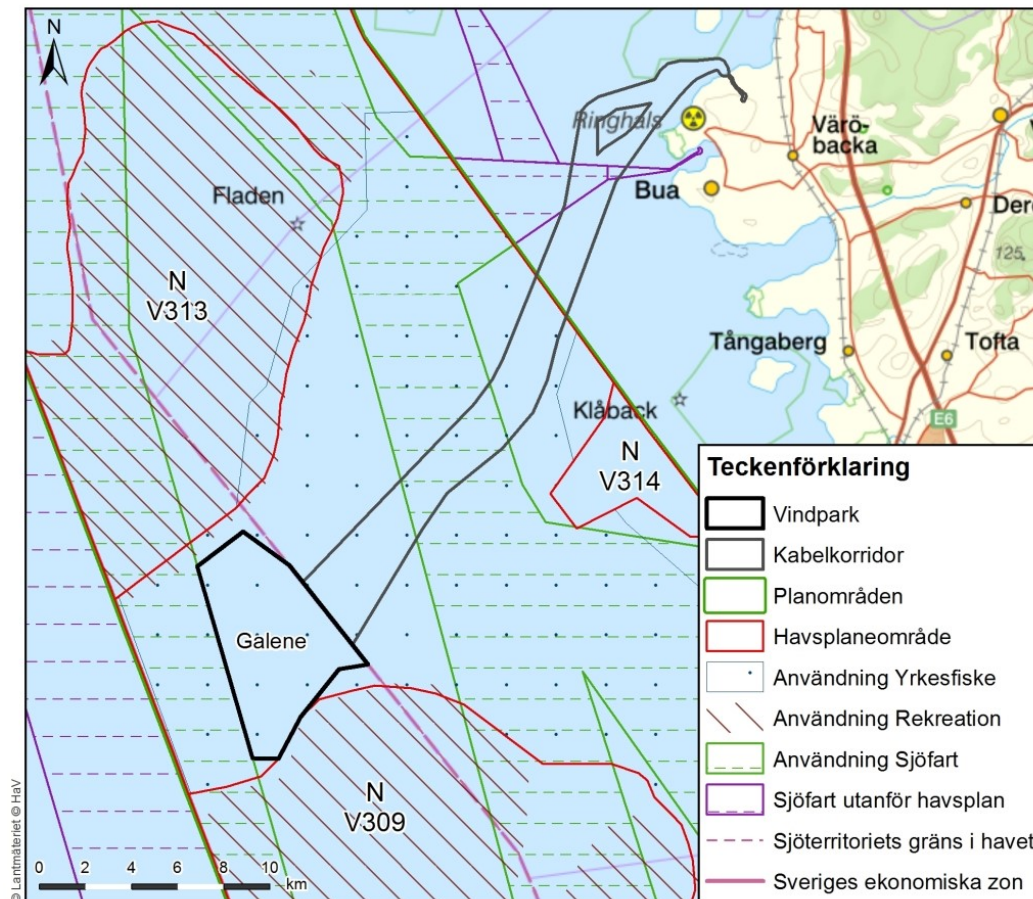 N
Ringhals
Värö-
backa
Fladen
Bua
Dere
N
V313
125
Tångaberg
Tofta
Klåback
E6
N
V314
Galene
N
V309
Teckenförklaring
Vindpark
Kabelkorridor
Planområden
Havsplaneområde
Användning Yrkesfiske
Användning Rekreation
Användning Sjöfart
Sjöfart utanför havsplan
Sjöterritoriets gräns i havet
Sveriges ekonomiska zon
0 2 4 6 8 10
km
© Lantmäteriet © HaV